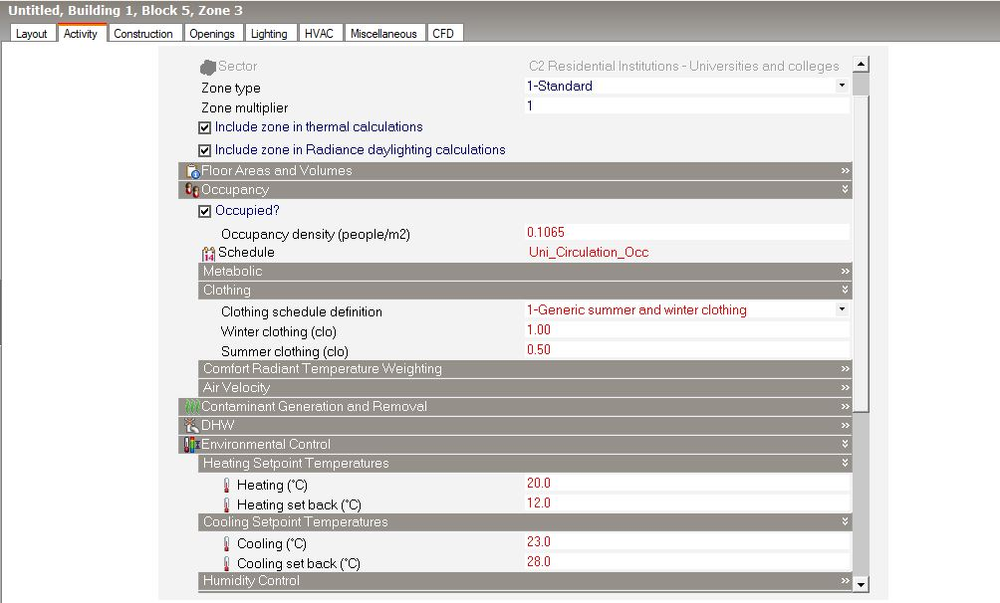 Untitled, Building 1, Block 5, Zone 3
Layout Activity Construction Openings Lighting HVAC Miscellaneous CFD
Sector C2 Residential Institutions - Universities and colleges
Zone type 1-Standard
Zone multiplier 1
Include zone in thermal calculations
Include zone in Radiance daylighting calculations
Floor Areas and Volumes
Occupancy
Occupied?
Occupancy density (people/m2) 0.1065
14 Schedule Uni_Circulation_Occ
Metabolic
Clothing
Clothing schedule definition 1-Generic summer and winter clothing
Winter clothing (clo) 1.00
Summer clothing (clo) 0.50
Comfort Radiant Temperature Weighting
Air Velocity
Contaminant Generation and Removal
DHW
Environmental Control
Heating Setpoint Temperatures
Heating (°C) 20.0
Heating set back (°C) 12.0
Cooling Setpoint Temperatures
Cooling (°C) 23.0
Cooling set back (°C) 28.0
Humidity Control